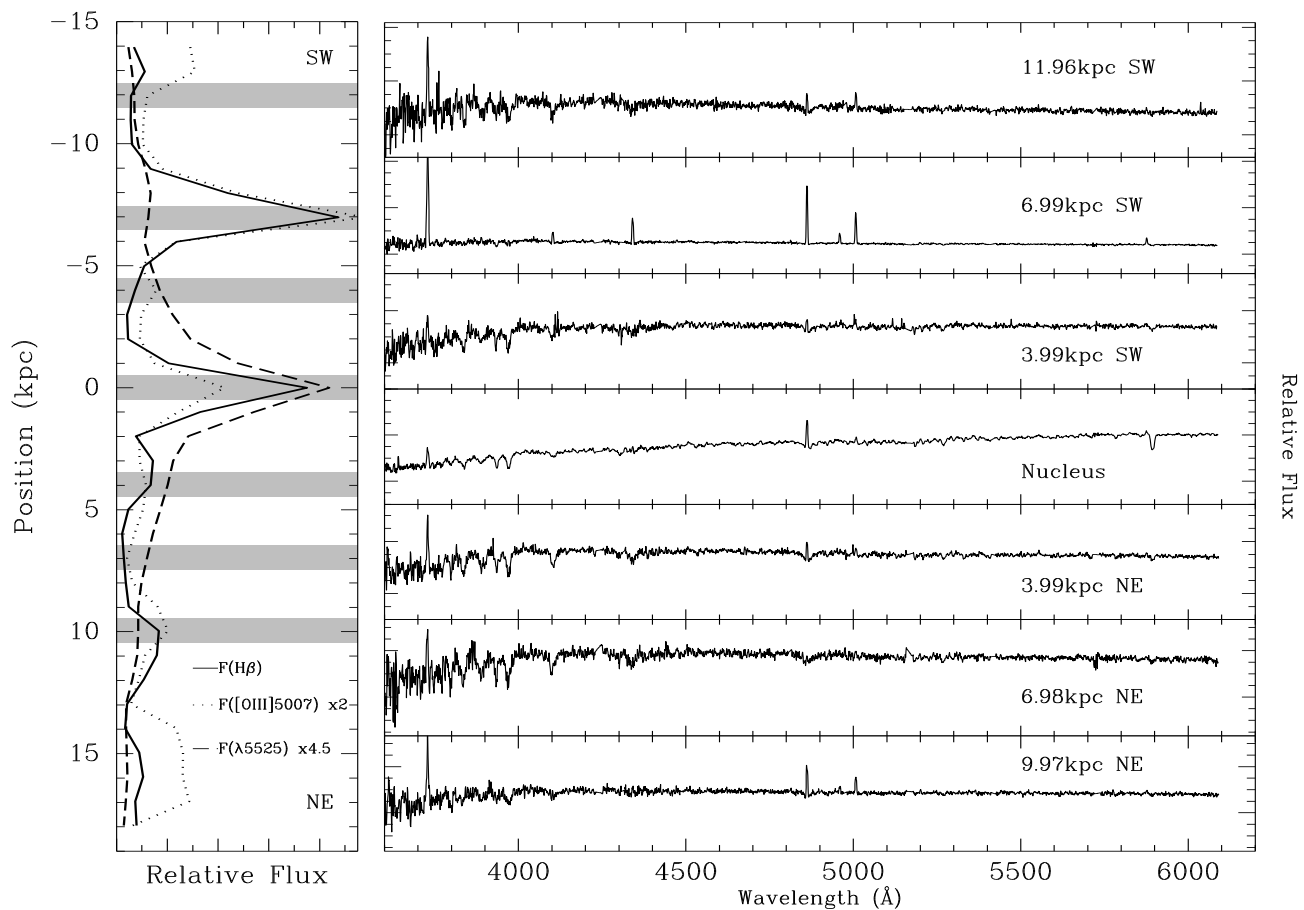 −15
−10
−5
0
5
10
15
Position (kpc)
SW
F(Hβ)
F([OIII]5007) x2
F(λ5525) x4.5
NE
Relative Flux
11.96kpc SW
6.99kpc SW
3.99kpc SW
Nucleus
3.99kpc NE
6.98kpc NE
9.97kpc NE
4000 4500 5000 5500 6000
Wavelength (Å)
Relative Flux